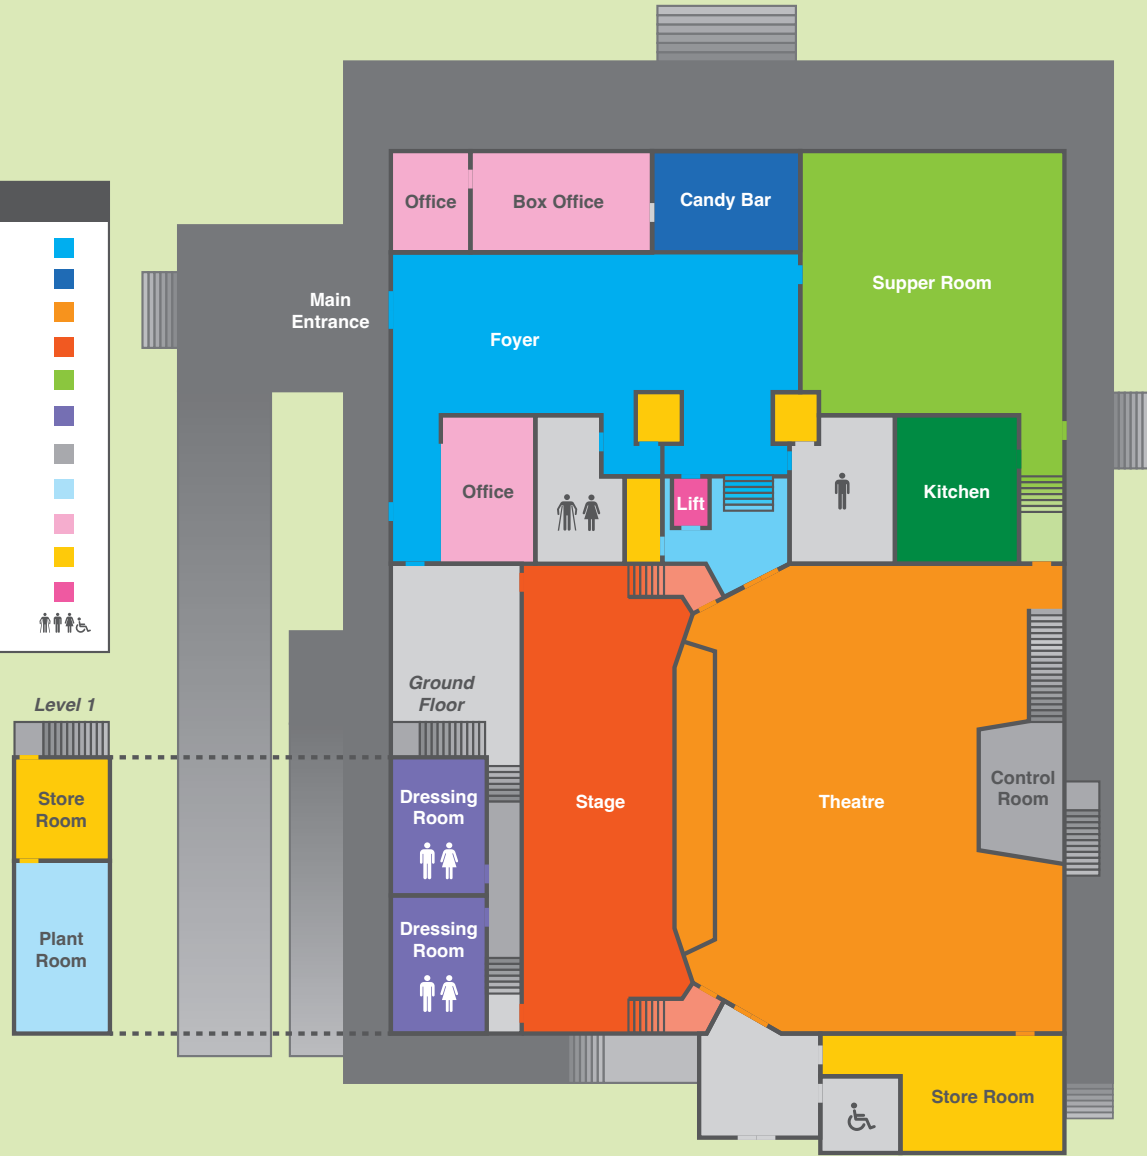 Office
Box Office
Candy Bar
Supper Room
Main
Entrance
Foyer
Office
Lift
Kitchen
Ground
Floor
Level 1
Store
Room
Plant
Room
Dressing
Room
Dressing
Room
Stage
Theatre
Control
Room
Store Room